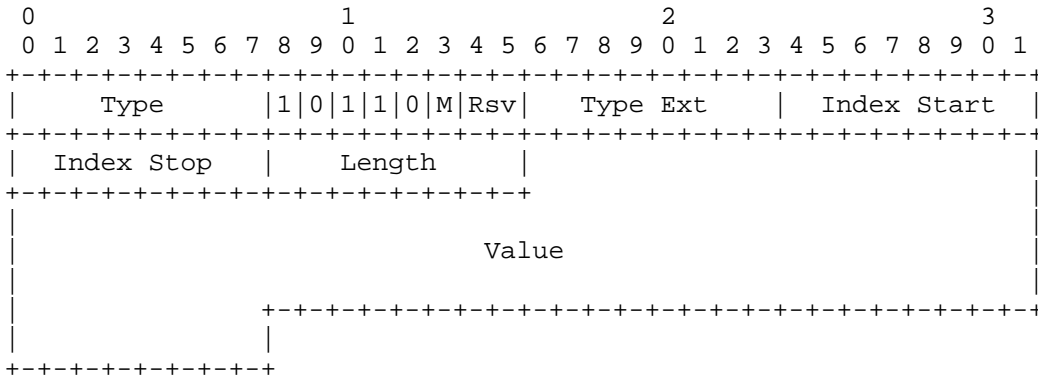 0                   1                   2                   3
 0 1 2 3 4 5 6 7 8 9 0 1 2 3 4 5 6 7 8 9 0 1 2 3 4 5 6 7 8 9 0 1
+-+-+-+-+-+-+-+-+-+-+-+-+-+-+-+-+-+-+-+-+-+-+-+-+-+-+-+-+-+-+-+-+
|     Type      |1|0|1|1|0|M|Rsv|   Type Ext    |  Index Start  |
+-+-+-+-+-+-+-+-+-+-+-+-+-+-+-+-+-+-+-+-+-+-+-+-+-+-+-+-+-+-+-+-+
|  Index Stop   |    Length     |                               |
+-+-+-+-+-+-+-+-+-+-+-+-+-+-+-+-+                               |
|                                                               |
|                             Value                             |
|                                                               |
|               +-+-+-+-+-+-+-+-+-+-+-+-+-+-+-+-+-+-+-+-+-+-+-+-+
|               |
+-+-+-+-+-+-+-+-+